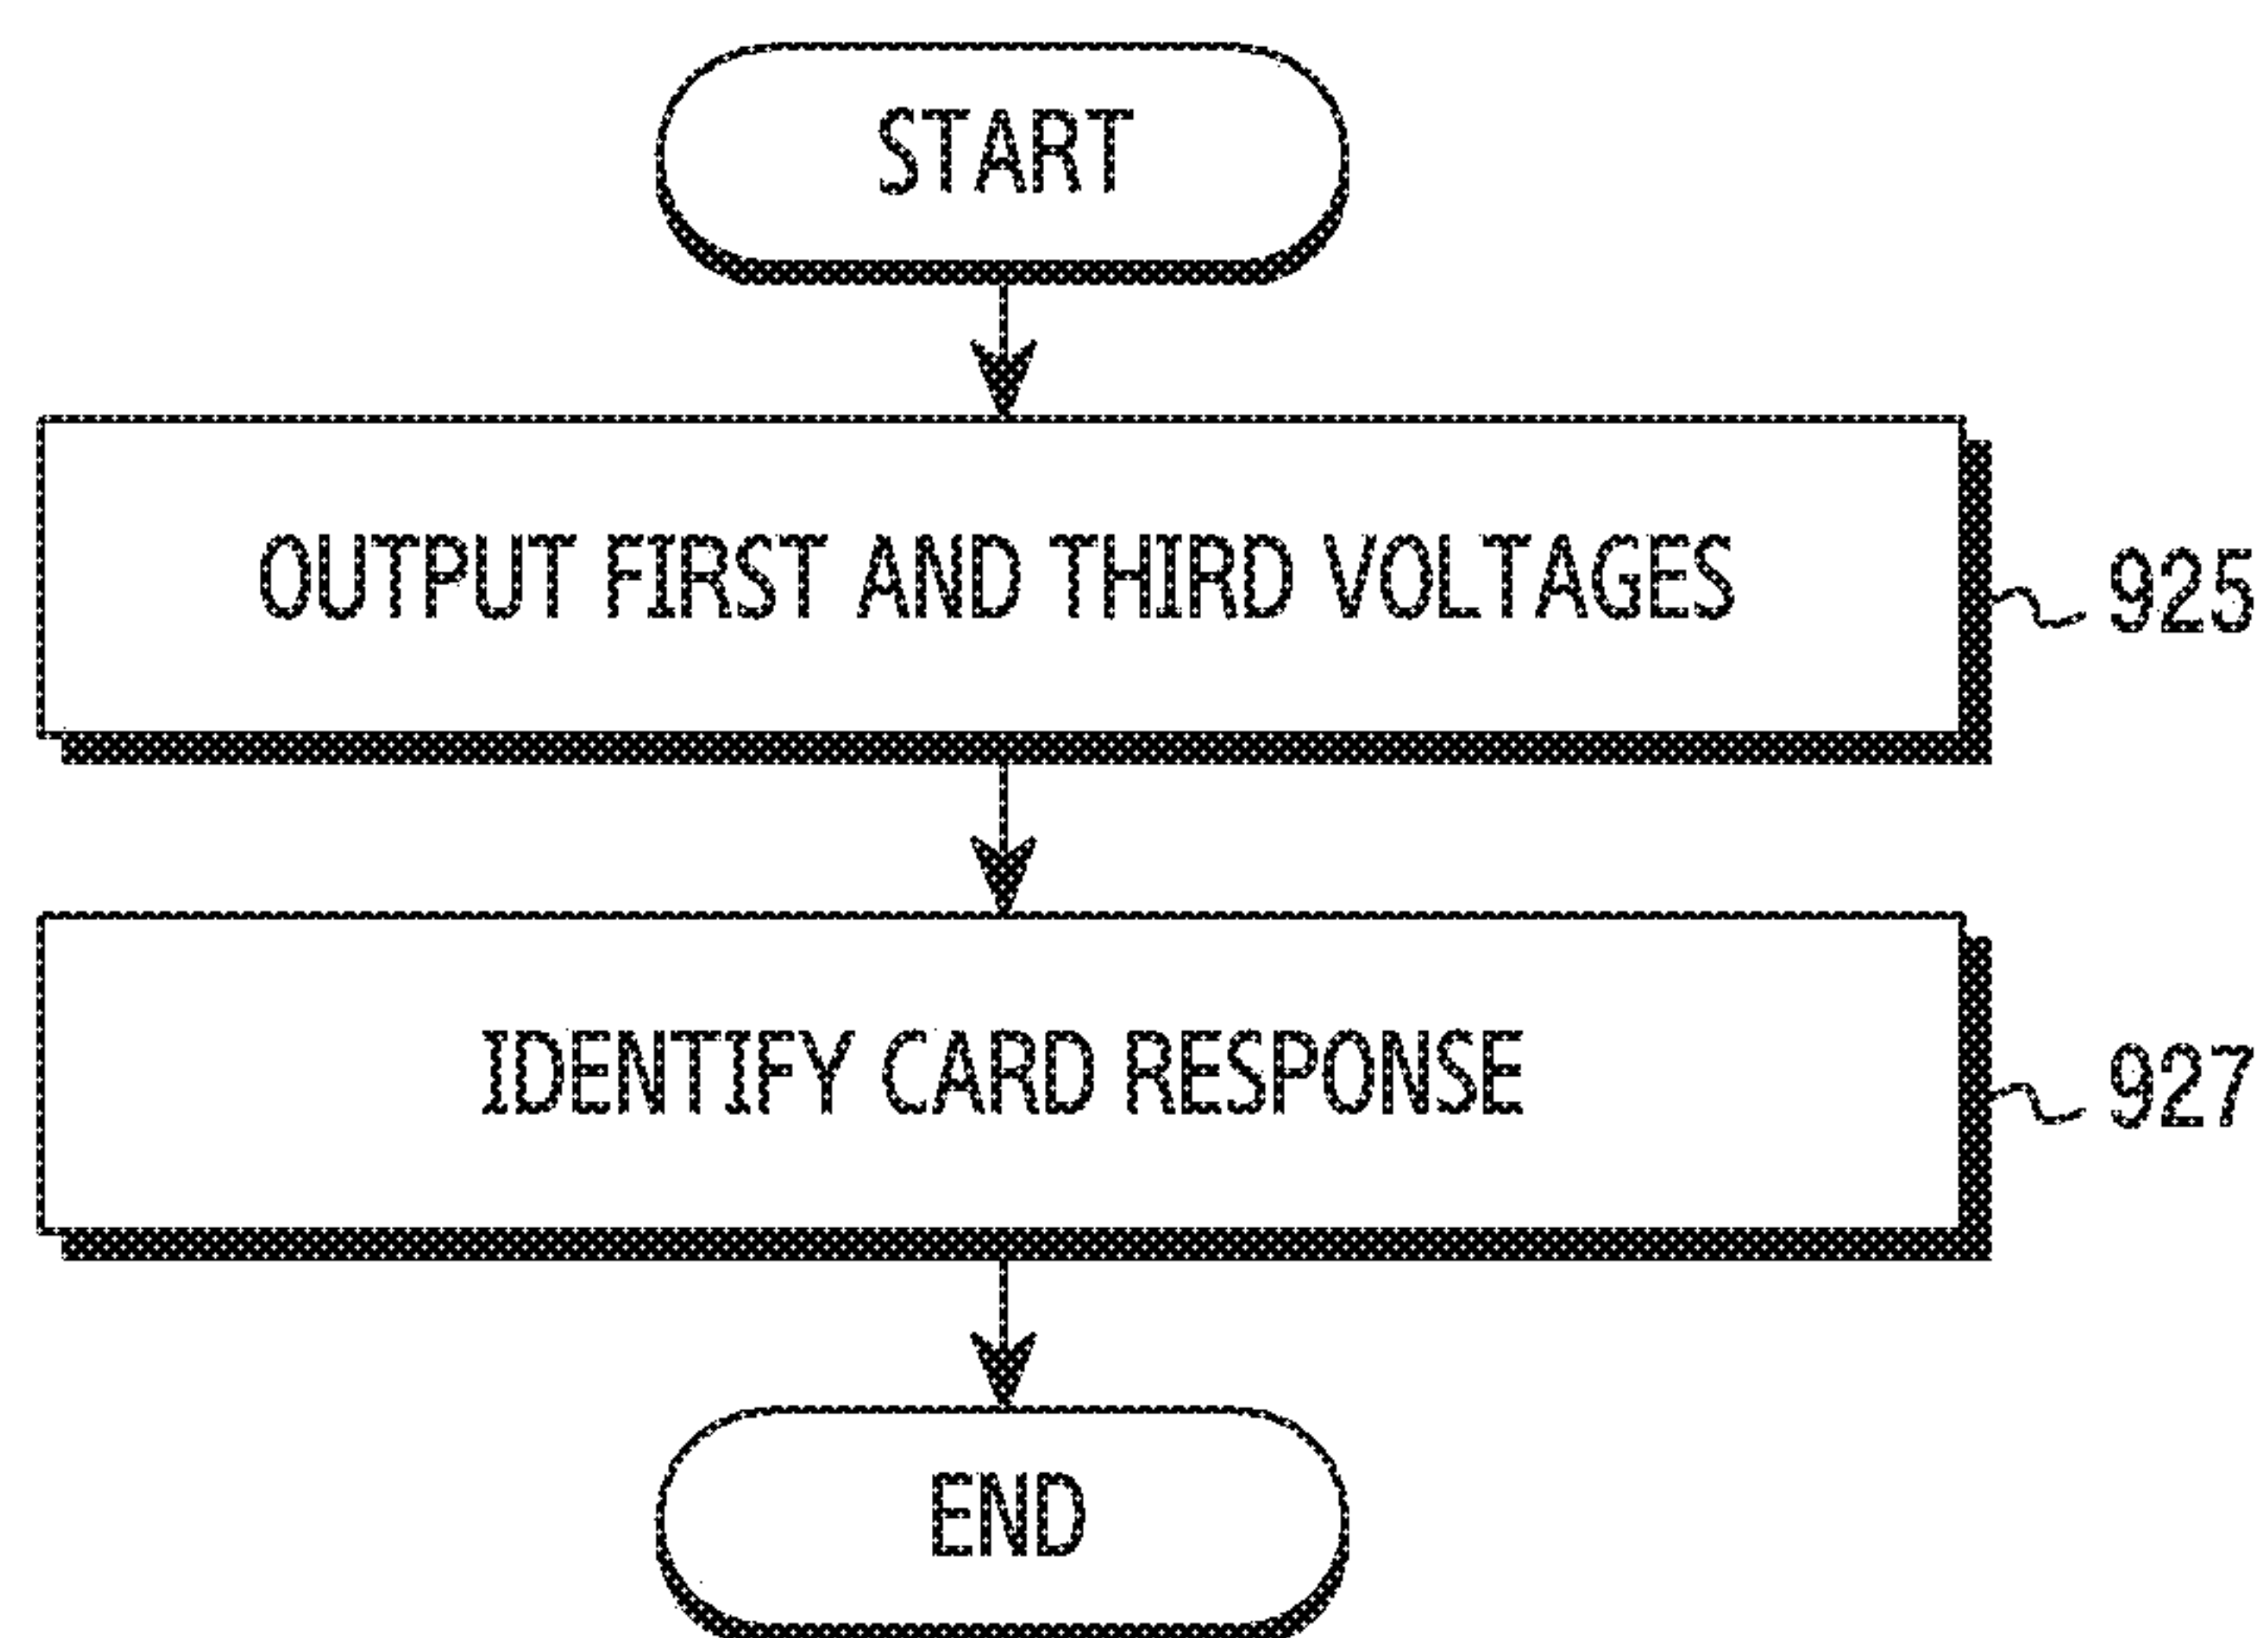 START
OUTPUT FIRST AND THIRD VOLTAGES
925
IDENTIFY CARD RESPONSE
927
END